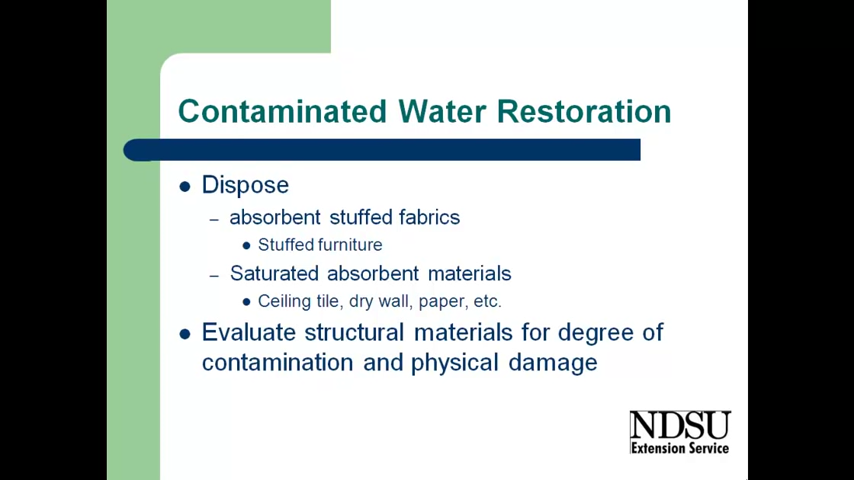 Contaminated Water Restoration
Dispose
– absorbent stuffed fabrics
Stuffed furniture
– Saturated absorbent materials
Ceiling tile, dry wall, paper, etc.
Evaluate structural materials for degree of
contamination and physical damage
NDSU
Extension Service